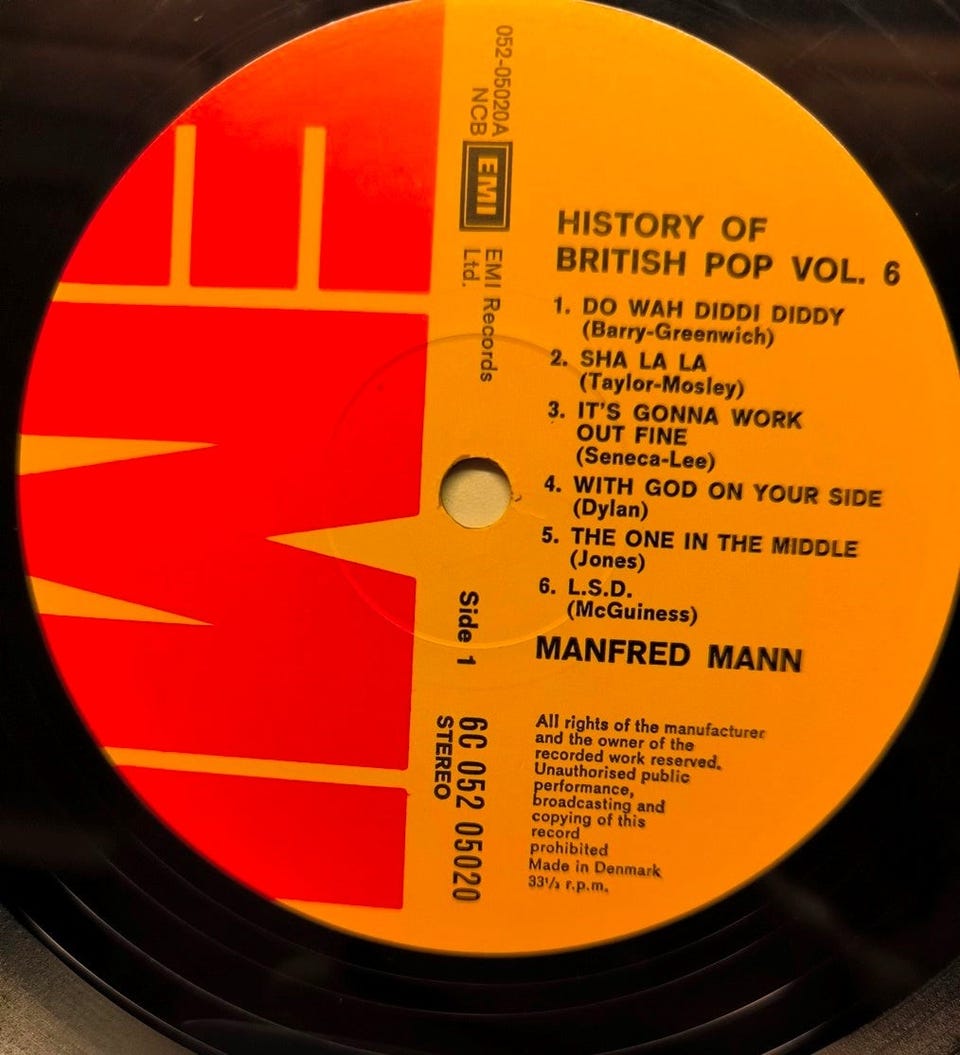 052-05020A
NCB
EMI
EMI Records
Ltd.
HISTORY OF
BRITISH POP VOL. 6
1. DO WAH DIDDI DIDDY
(Barry-Greenwich)
2. SHA LA LA
(Taylor-Mosley)
3. IT'S GONNA WORK
OUT FINE
(Seneca-Lee)
4. WITH GOD ON YOUR SIDE
(Dylan)
5. THE ONE IN THE MIDDLE
(Jones)
6. L.S.D.
(McGuiness)
MANFRED MANN
Side 1
6C 052 05020
STEREO
All rights of the manufacturer
and the owner of the
recorded work reserved.
Unauthorised public
performance,
broadcasting and
copying of this
record
prohibited
Made in Denmark
33⅓ r.p.m.